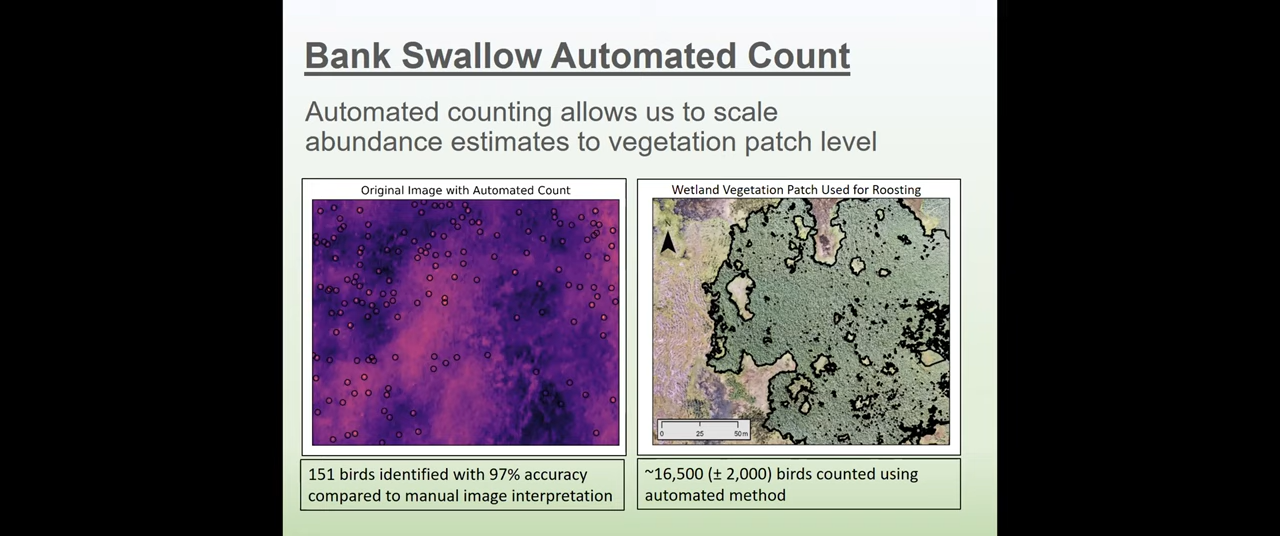 Bank Swallow Automated Count
Automated counting allows us to scale
abundance estimates to vegetation patch level
Original Image with Automated Count
Wetland Vegetation Patch Used for Roosting
0 25 50m
151 birds identified with 97% accuracy
compared to manual image interpretation
~16,500 (± 2,000) birds counted using
automated method